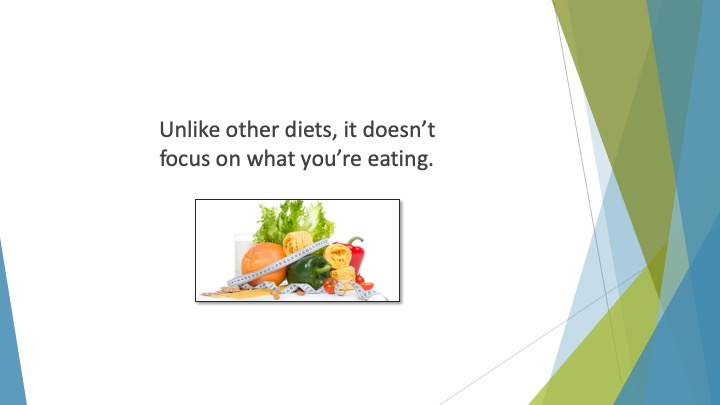 Unlike other diets, it doesn’t
focus on what you’re eating.